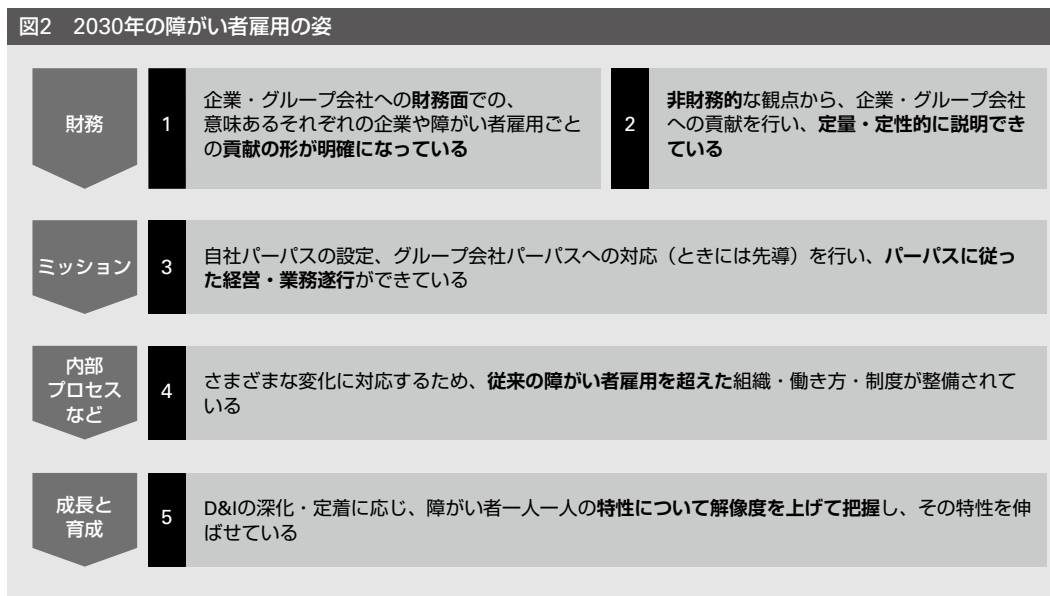 図2 2030年の障がい者雇用の姿
財務
1
企業・グループ会社への財務面での、
意味あるそれぞれの企業や障がい者雇用ごと
の貢献の形が明確になっている
2
非財務的な観点から、企業・グループ会社
への貢献を行い、定量・定性的に説明でき
ている
ミッション
3
自社パーパスの設定、グループ会社パーパスへの対応（ときには先導）を行い、パーパスに従っ
た経営・業務遂行ができている
内部
プロセス
など
4
さまざまな変化に対応するため、従来の障がい者雇用を超えた組織・働き方・制度が整備されて
いる
成長と
育成
5
D&Iの深化・定着に応じ、障がい者一人一人の特性について解像度を上げて把握し、その特性を伸
ばせている